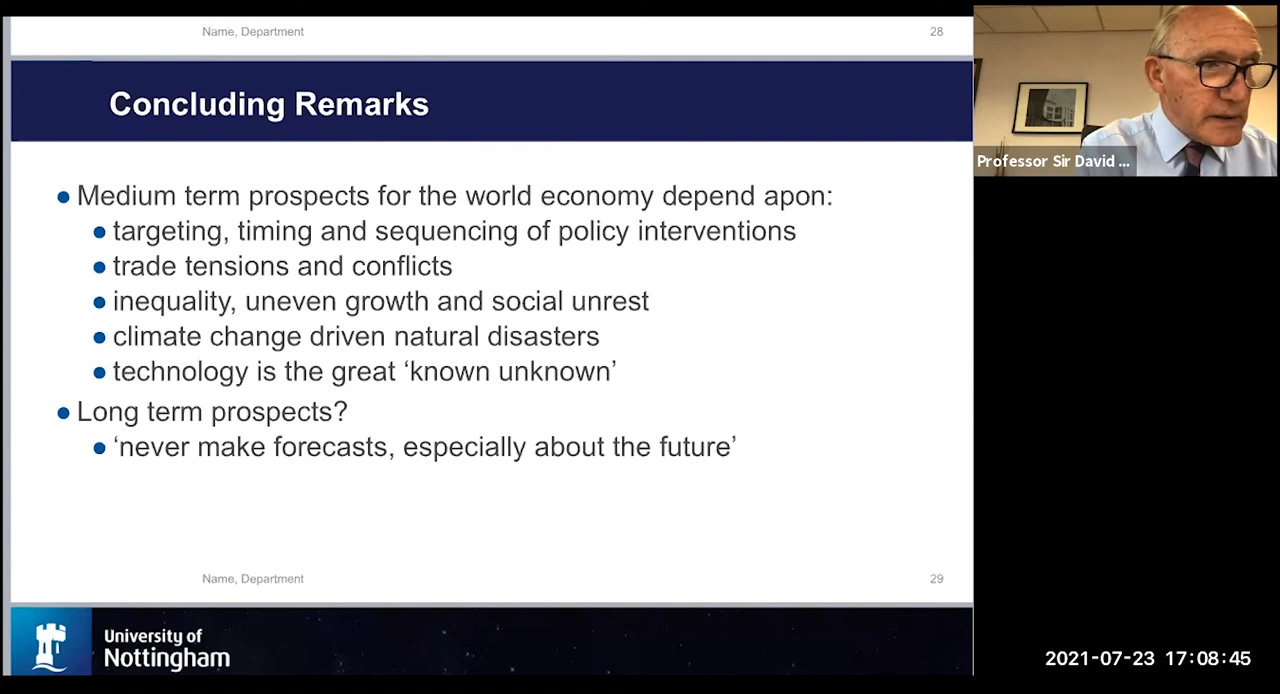 Name, Department 28
Concluding Remarks
Medium term prospects for the world economy depend apon:
targeting, timing and sequencing of policy interventions
trade tensions and conflicts
inequality, uneven growth and social unrest
climate change driven natural disasters
technology is the great ‘known unknown’
Long term prospects?
‘never make forecasts, especially about the future’
Name, Department 29
University of
Nottingham
Professor Sir David ...
2021-07-23 17:08:45